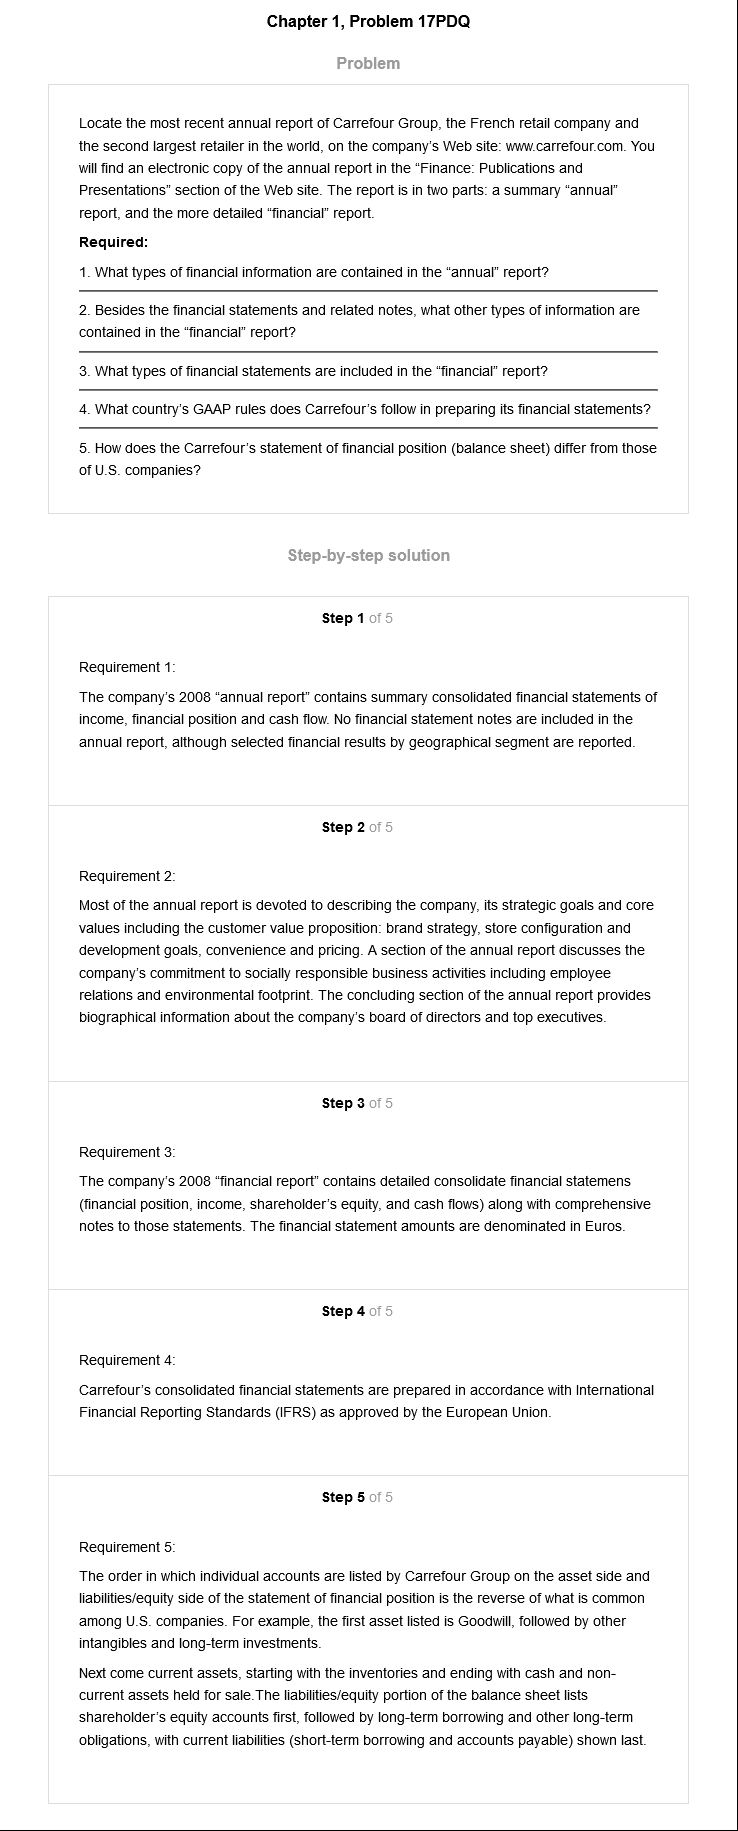 Chapter 1, Problem 17PDQ
Problem
Locate the most recent annual report of Carrefour Group, the French retail company and
the second largest retailer in the world, on the company's Web site: www.carrefour.com. You
will find an electronic copy of the annual report in the “Finance: Publications and
Presentations” section of the Web site. The report is in two parts: a summary “annual”
report, and the more detailed “financial” report.
Required:
1. What types of financial information are contained in the “annual” report?
2. Besides the financial statements and related notes, what other types of information are
contained in the “financial” report?
3. What types of financial statements are included in the “financial” report?
4. What country's GAAP rules does Carrefour's follow in preparing its financial statements?
5. How does the Carrefour's statement of financial position (balance sheet) differ from those
of U.S. companies?
Step-by-step solution
Step 1 of 5
Requirement 1:
The company's 2008 “annual report” contains summary consolidated financial statements of
income, financial position and cash flow. No financial statement notes are included in the
annual report, although selected financial results by geographical segment are reported.
Step 2 of 5
Requirement 2:
Most of the annual report is devoted to describing the company, its strategic goals and core
values including the customer value proposition: brand strategy, store configuration and
development goals, convenience and pricing. A section of the annual report discusses the
company's commitment to socially responsible business activities including employee
relations and environmental footprint. The concluding section of the annual report provides
biographical information about the company's board of directors and top executives.
Step 3 of 5
Requirement 3:
The company's 2008 “financial report” contains detailed consolidate financial statemens
(financial position, income, shareholder's equity, and cash flows) along with comprehensive
notes to those statements. The financial statement amounts are denominated in Euros.
Step 4 of 5
Requirement 4:
Carrefour's consolidated financial statements are prepared in accordance with International
Financial Reporting Standards (IFRS) as approved by the European Union.
Step 5 of 5
Requirement 5:
The order in which individual accounts are listed by Carrefour Group on the asset side and
liabilities/equity side of the statement of financial position is the reverse of what is common
among U.S. companies. For example, the first asset listed is Goodwill, followed by other
intangibles and long-term investments.
Next come current assets, starting with the inventories and ending with cash and non-
current assets held for sale.The liabilities/equity portion of the balance sheet lists
shareholder's equity accounts first, followed by long-term borrowing and other long-term
obligations, with current liabilities (short-term borrowing and accounts payable) shown last.